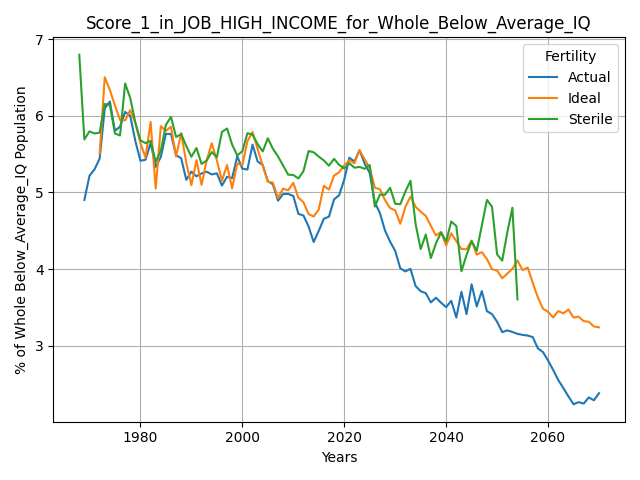 Score_1_in_JOB_HIGH_INCOME_for_Whole_Below_Average_IQ
% of Whole Below_Average_IQ Population
7
6
5
4
3
Fertility
Actual
Ideal
Sterile
1980 2000 2020 2040 2060
Years